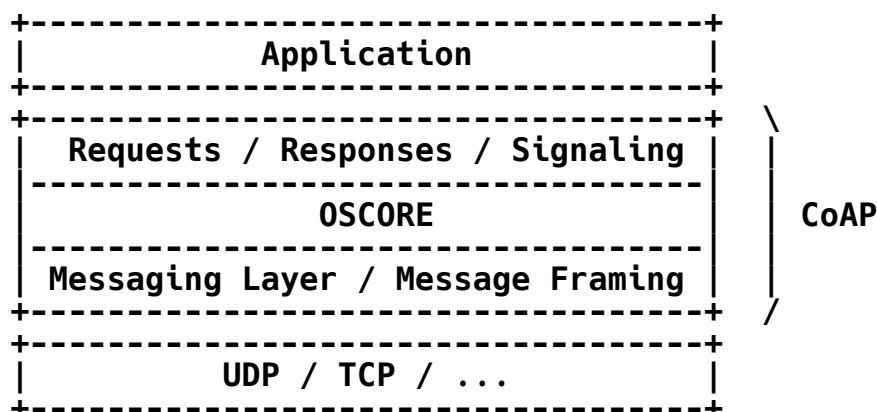 Application
Requests / Responses / Signaling
OSCORE
CoAP
Messaging Layer / Message Framing
UDP / TCP / ...